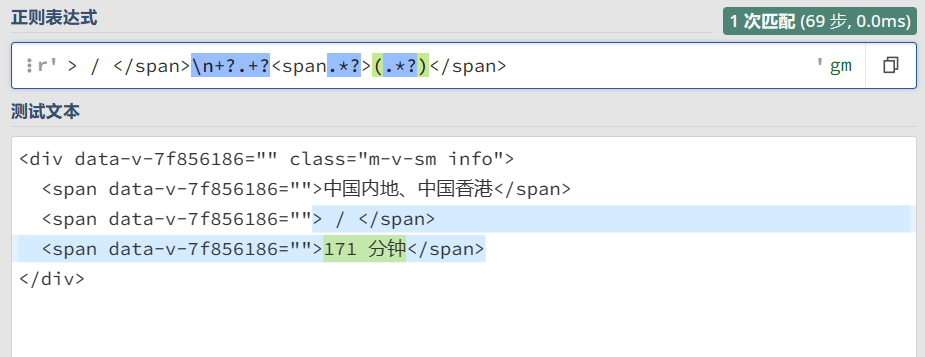 正则表达式
1 次匹配 (69 步, 0.0ms)
r' > / </span>\n+?.+?<span.*?>(.*?)</span> ' gm
测试文本
<div data-v-7f856186="" class="m-v-sm info">
  <span data-v-7f856186="">中国内地、中国香港</span>
  <span data-v-7f856186=""> / </span>
  <span data-v-7f856186="">171 分钟</span>
</div>